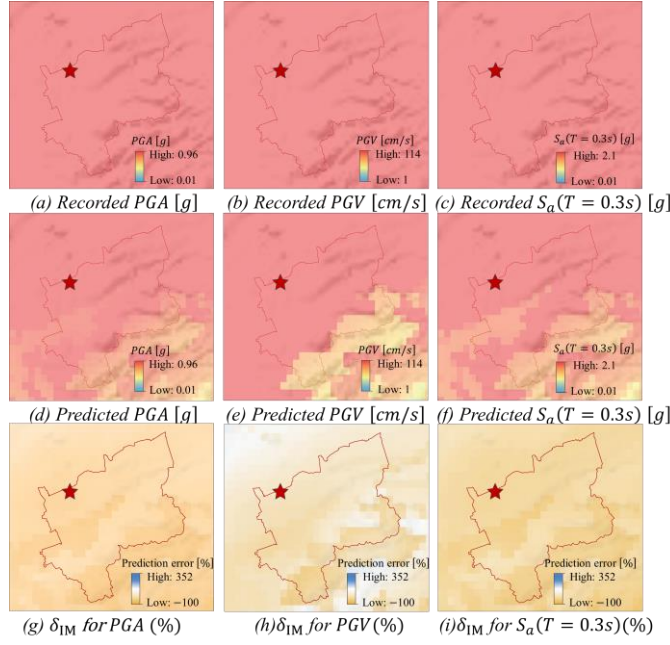 PGA [g]
High: 0.96
Low: 0.01
PGV [cm/s]
High: 114
Low: 1
Sₐ(T = 0.3s) [g]
High: 2.1
Low: 0.01
(a) Recorded PGA [g]
(b) Recorded PGV [cm/s]
(c) Recorded Sₐ(T = 0.3s) [g]
PGA [g]
High: 0.96
Low: 0.01
PGV [cm/s]
High: 114
Low: 1
Sₐ(T = 0.3s) [g]
High: 2.1
Low: 0.01
(d) Predicted PGA [g]
(e) Predicted PGV [cm/s]
(f) Predicted Sₐ(T = 0.3s) [g]
Prediction error [%]
High: 352
Low: −100
Prediction error [%]
High: 352
Low: −100
Prediction error [%]
High: 352
Low: −100
(g) δIM for PGA (%)
(h)δIM for PGV(%)
(i)δIM for Sₐ(T = 0.3s)(%)